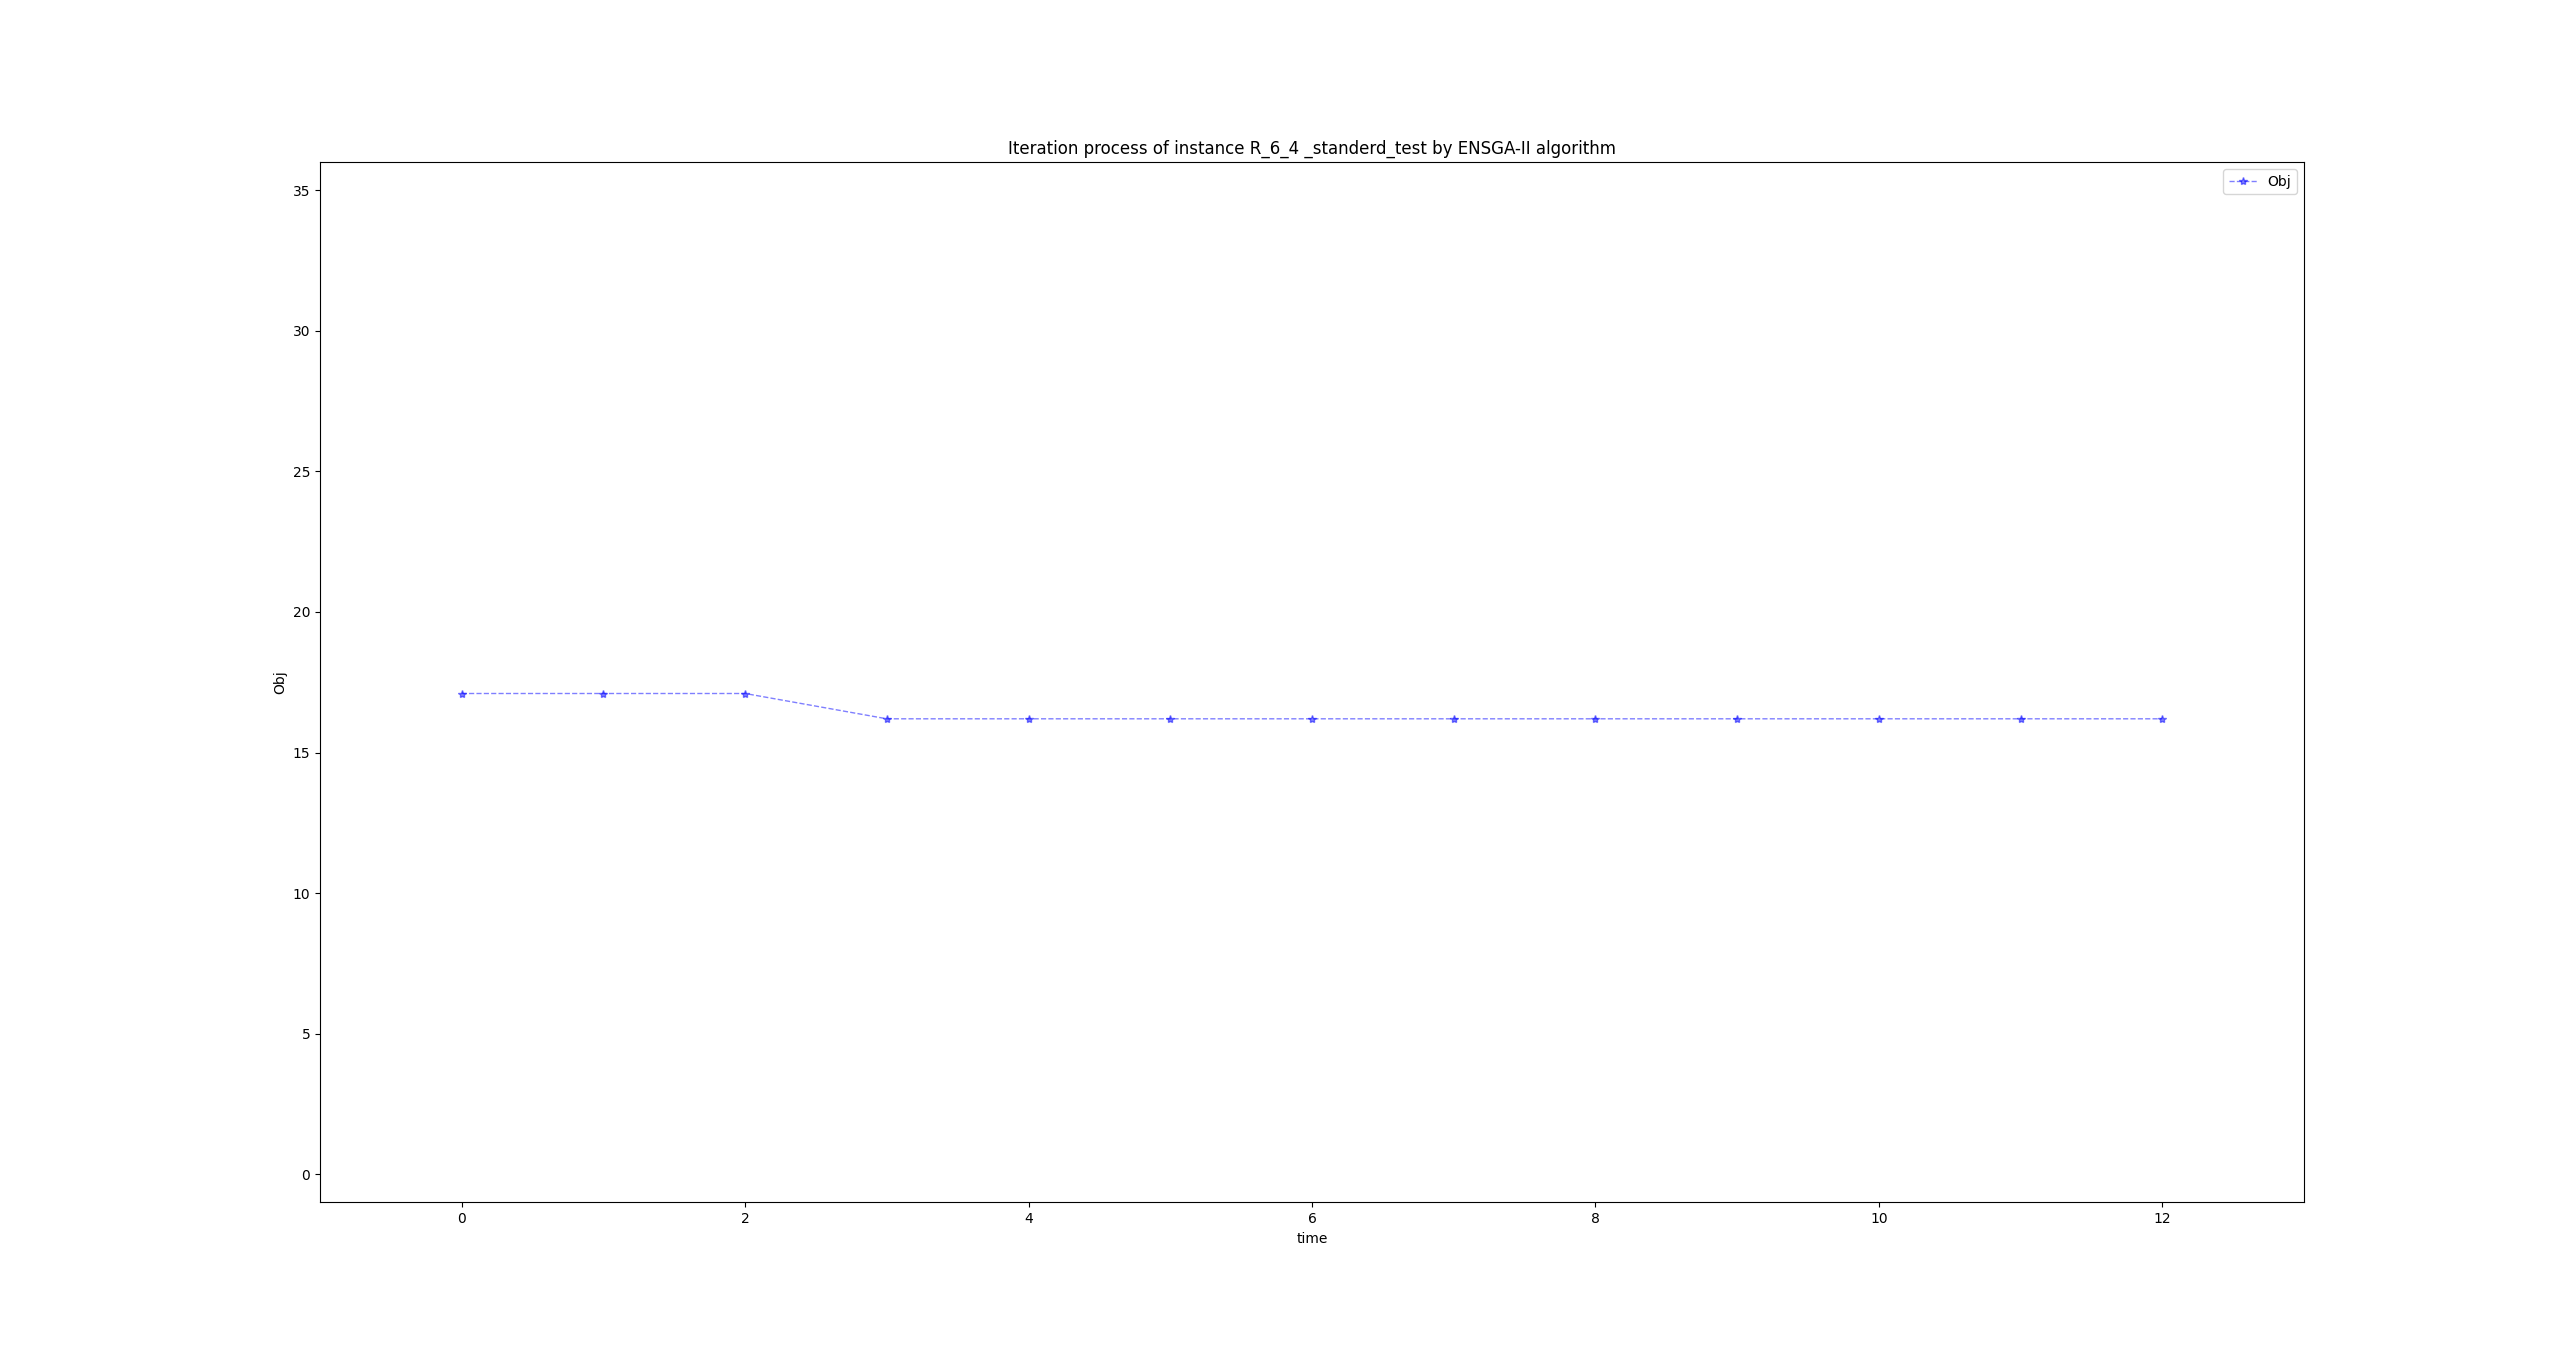 Iteration process of instance R_6_4 _standerd_test by ENSGA-II algorithm
Obj
35
30
25
20
15
10
5
0
Obj
0 2 4 6 8 10 12
time